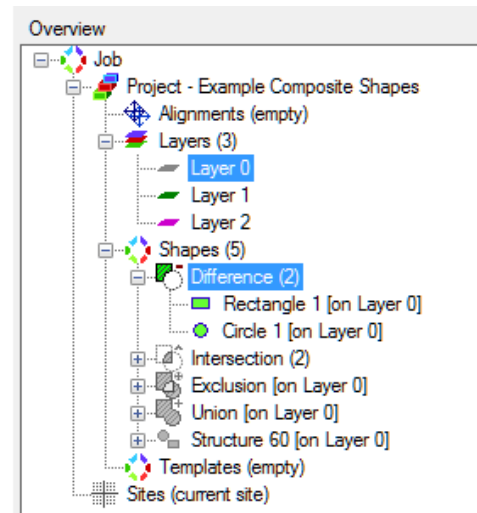 Overview
Job
Project - Example Composite Shapes
Alignments (empty)
Layers (3)
Layer 0
Layer 1
Layer 2
Shapes (5)
Difference (2)
Rectangle 1 [on Layer 0]
Circle 1 [on Layer 0]
Intersection (2)
Exclusion [on Layer 0]
Union [on Layer 0]
Structure 60 [on Layer 0]
Templates (empty)
Sites (current site)